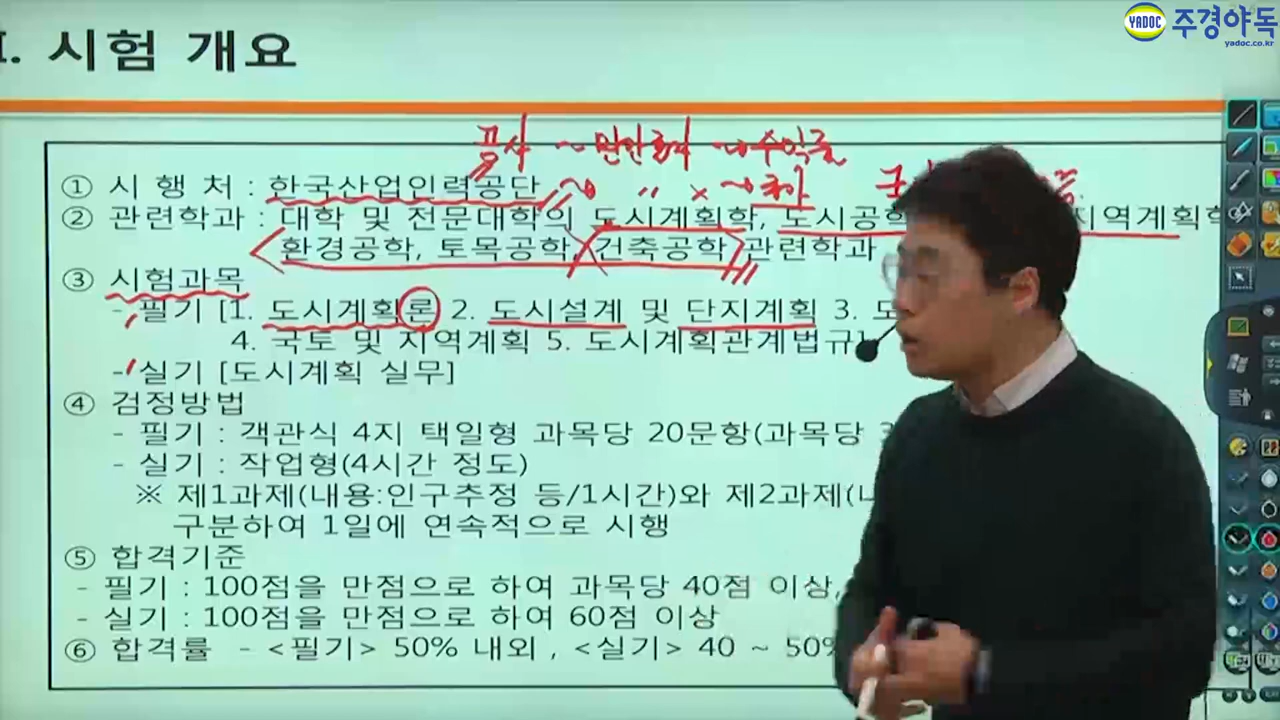 YADOC 주경야독
yadoc.co.kr
I. 시험 개요
공사 ~ 민간투자 ~ 수익
① 시 행 처 : 한국산업인력공단 ~ 〃 × ~
② 관련학과 : 대학 및 전문대학의 도시계획학, 도시공학 지역계획학
환경공학, 토목공학, 건축공학 관련학과
③ 시험과목
- 필기 [1. 도시계획론 2. 도시설계 및 단지계획 3. 도
4. 국토 및 지역계획 5. 도시계획관계법규]
- 실기 [도시계획 실무]
④ 검정방법
- 필기 : 객관식 4지 택일형 과목당 20문항(과목당 3
- 실기 : 작업형(4시간 정도)
※ 제1과제(내용:인구추정 등/1시간)와 제2과제(내
구분하여 1일에 연속적으로 시행
⑤ 합격기준
- 필기 : 100점을 만점으로 하여 과목당 40점 이상,
- 실기 : 100점을 만점으로 하여 60점 이상
⑥ 합격률 - <필기> 50% 내외 , <실기> 40 ~ 50%